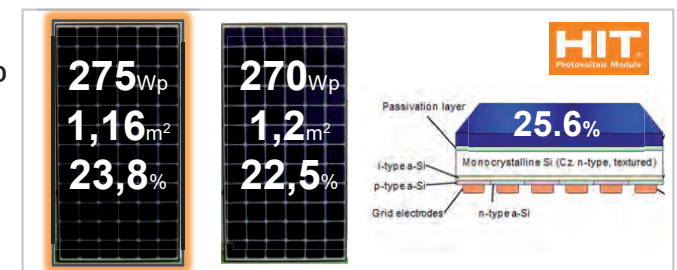 275Wp
1,16m²
23,8%
270Wp
1,2m²
22,5%
HIT
Photovoltaic Module
Passivation layer
25.6%
Monocrystalline Si (Cz. n-type, textured)
i-type a-Si
p-type a-Si
Grid electrodes
n-type a-Si